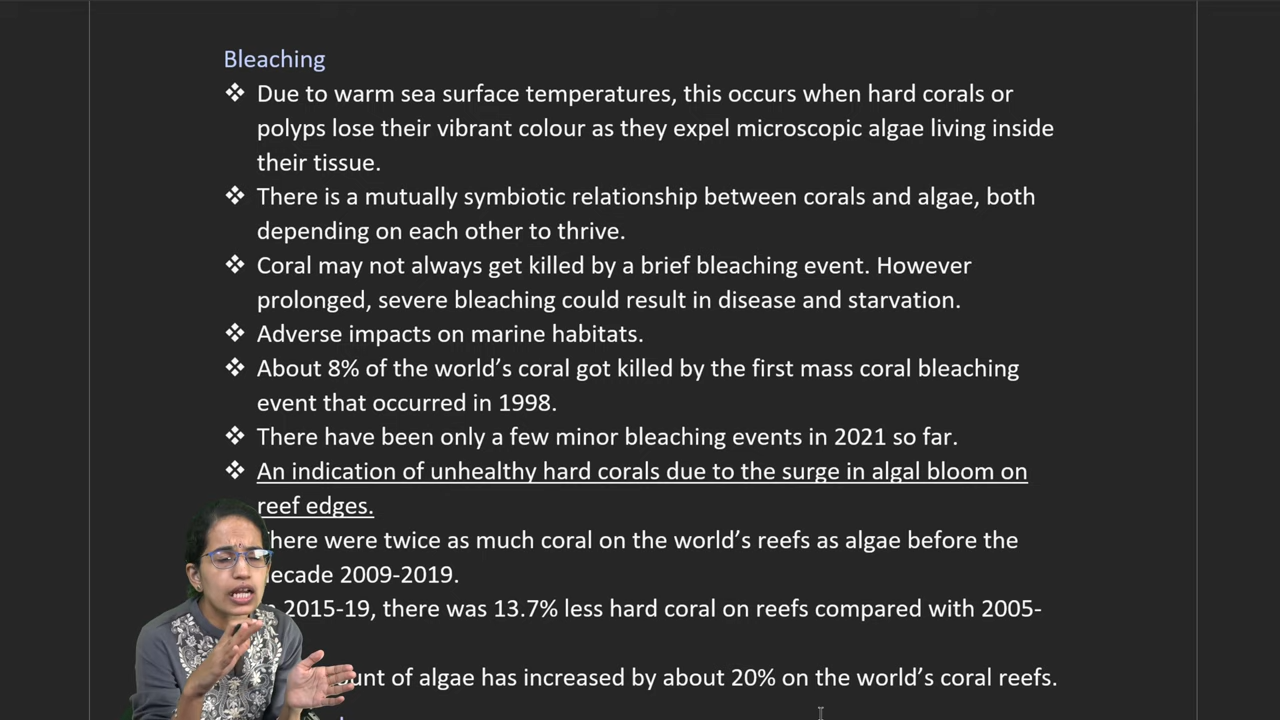 Bleaching
❖ Due to warm sea surface temperatures, this occurs when hard corals or
polyps lose their vibrant colour as they expel microscopic algae living inside
their tissue.
❖ There is a mutually symbiotic relationship between corals and algae, both
depending on each other to thrive.
❖ Coral may not always get killed by a brief bleaching event. However
prolonged, severe bleaching could result in disease and starvation.
❖ Adverse impacts on marine habitats.
❖ About 8% of the world's coral got killed by the first mass coral bleaching
event that occurred in 1998.
❖ There have been only a few minor bleaching events in 2021 so far.
❖ An indication of unhealthy hard corals due to the surge in algal bloom on
reef edges.
There were twice as much coral on the world's reefs as algae before the
decade 2009-2019.
2015-19, there was 13.7% less hard coral on reefs compared with 2005-
of algae has increased by about 20% on the world's coral reefs.